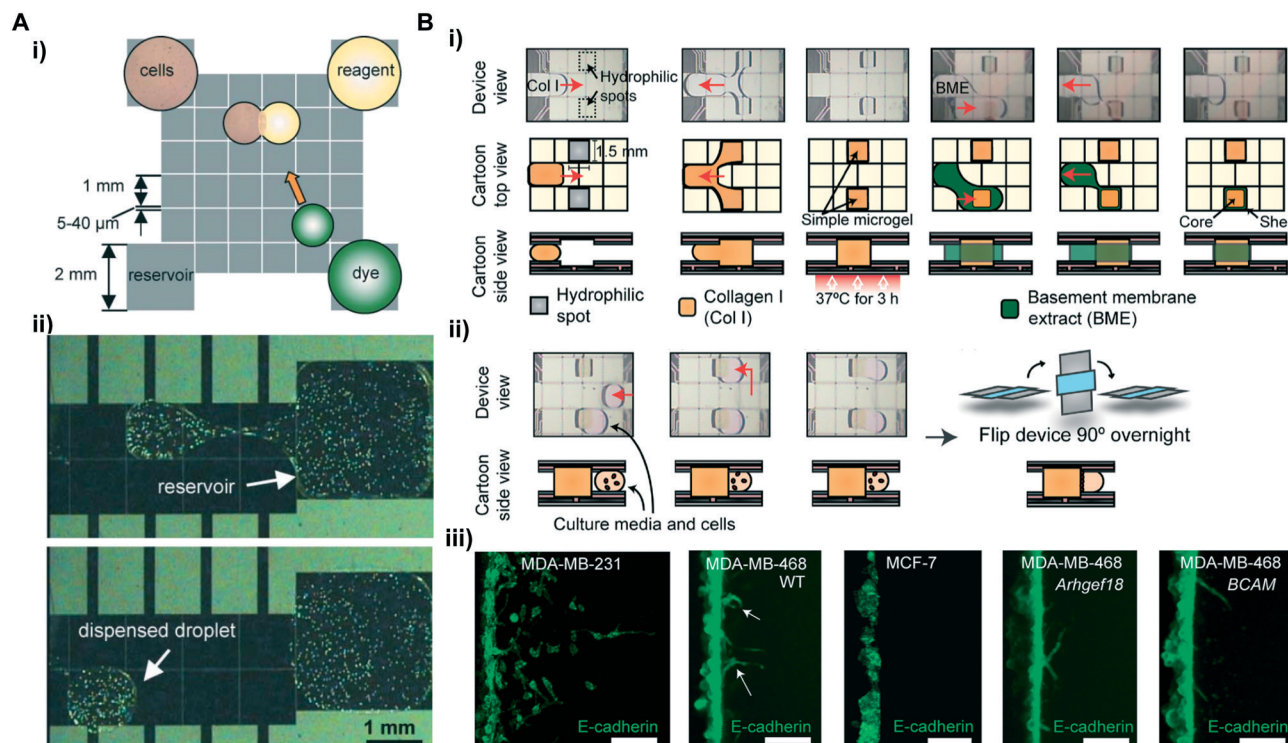 A
i)
cells
reagent
1 mm
5-40 µm
2 mm
reservoir
dye
ii)
reservoir
dispensed droplet
1 mm
B
i)
Device
view
Col I
Hydrophilic
spots
BME
Cartoon
top view
1.5 mm
Simple microgel
Core
She
Cartoon
side view
37ºC for 3 h
Hydrophilic
spot
Collagen I
(Col I)
Basement membrane
extract (BME)
ii)
Device
view
Flip device 90º overnight
Cartoon
side view
Culture media and cells
iii)
MDA-MB-231
E-cadherin
MDA-MB-468
WT
E-cadherin
MCF-7
E-cadherin
MDA-MB-468
Arhgef18
E-cadherin
MDA-MB-468
BCAM
E-cadherin